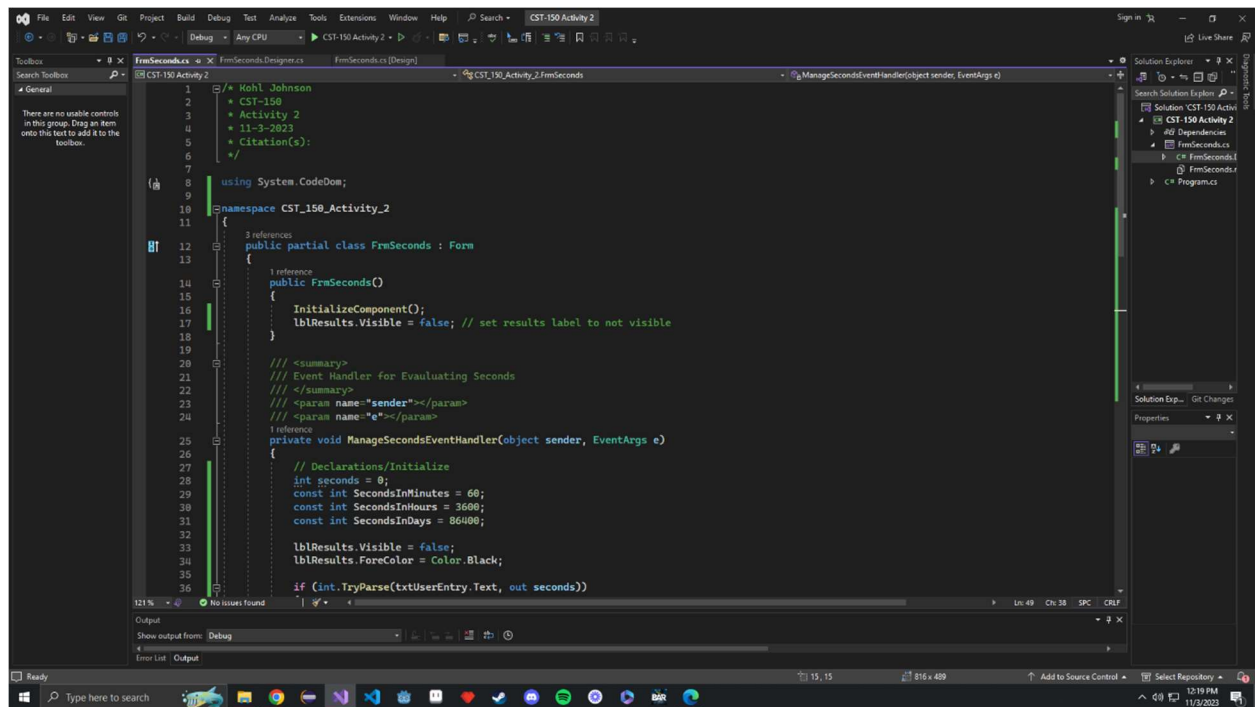 File Edit View Git Project Build Debug Test Analyze Tools Extensions Window Help Search CST-150 Activity 2 Sign in
Debug Any CPU CST-150 Activity 2 Live Share
Toolbox
Search Toolbox
General
There are no usable controls
in this group. Drag an item
onto this text to add it to the
toolbox.
FrmSeconds.cs FrmSeconds.Designer.cs FrmSeconds.cs [Design]
CST-150 Activity 2 CST_150_Activity_2.FrmSeconds ManageSecondsEventHandler(object sender, EventArgs e)
1 /* Kohl Johnson
2 * CST-150
3 * Activity 2
4 * 11-3-2023
5 * Citation(s):
6 */
7
8 using System.CodeDom;
9
10 namespace CST_150_Activity_2
11 {
3 references
12 public partial class FrmSeconds : Form
13 {
1 reference
14 public FrmSeconds()
15 {
16 InitializeComponent();
17 lblResults.Visible = false; // set results label to not visible
18 }
19
20 /// <summary>
21 /// Event Handler for Evauluating Seconds
22 /// </summary>
23 /// <param name="sender"></param>
24 /// <param name="e"></param>
1 reference
25 private void ManageSecondsEventHandler(object sender, EventArgs e)
26 {
27 // Declarations/Initialize
28 int seconds = 0;
29 const int SecondsInMinutes = 60;
30 const int SecondsInHours = 3600;
31 const int SecondsInDays = 86400;
32
33 lblResults.Visible = false;
34 lblResults.ForeColor = Color.Black;
35
36 if (int.TryParse(txtUserEntry.Text, out seconds))
121 % No issues found Ln: 49 Ch: 38 SPC CRLF
Output
Show output from: Debug
Error List Output
Solution Explorer
Search Solution Explon
Solution 'CST-150 Activi
CST-150 Activity 2
Dependencies
FrmSeconds.cs
C# FrmSeconds.
FrmSeconds.
C# Program.cs
Solution Exp... Git Changes
Properties
Diagnostic Tools
Ready 15, 15 816 x 489 Add to Source Control Select Repository
Type here to search BAR 12:19 PM
11/3/2023